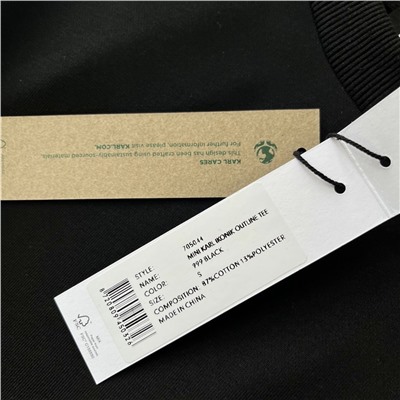 KARL CARES
This design has been crafted using sustainably-sourced materials.
For further information, please visit KARL.COM.
STYLE: 705044
NAME: MINI KARL IKONIK OUTLINE TEE
COLOR: 999 BLACK
SIZE: S
COMPOSITION: 87%COTTON 13%POLYESTER
MADE IN CHINA